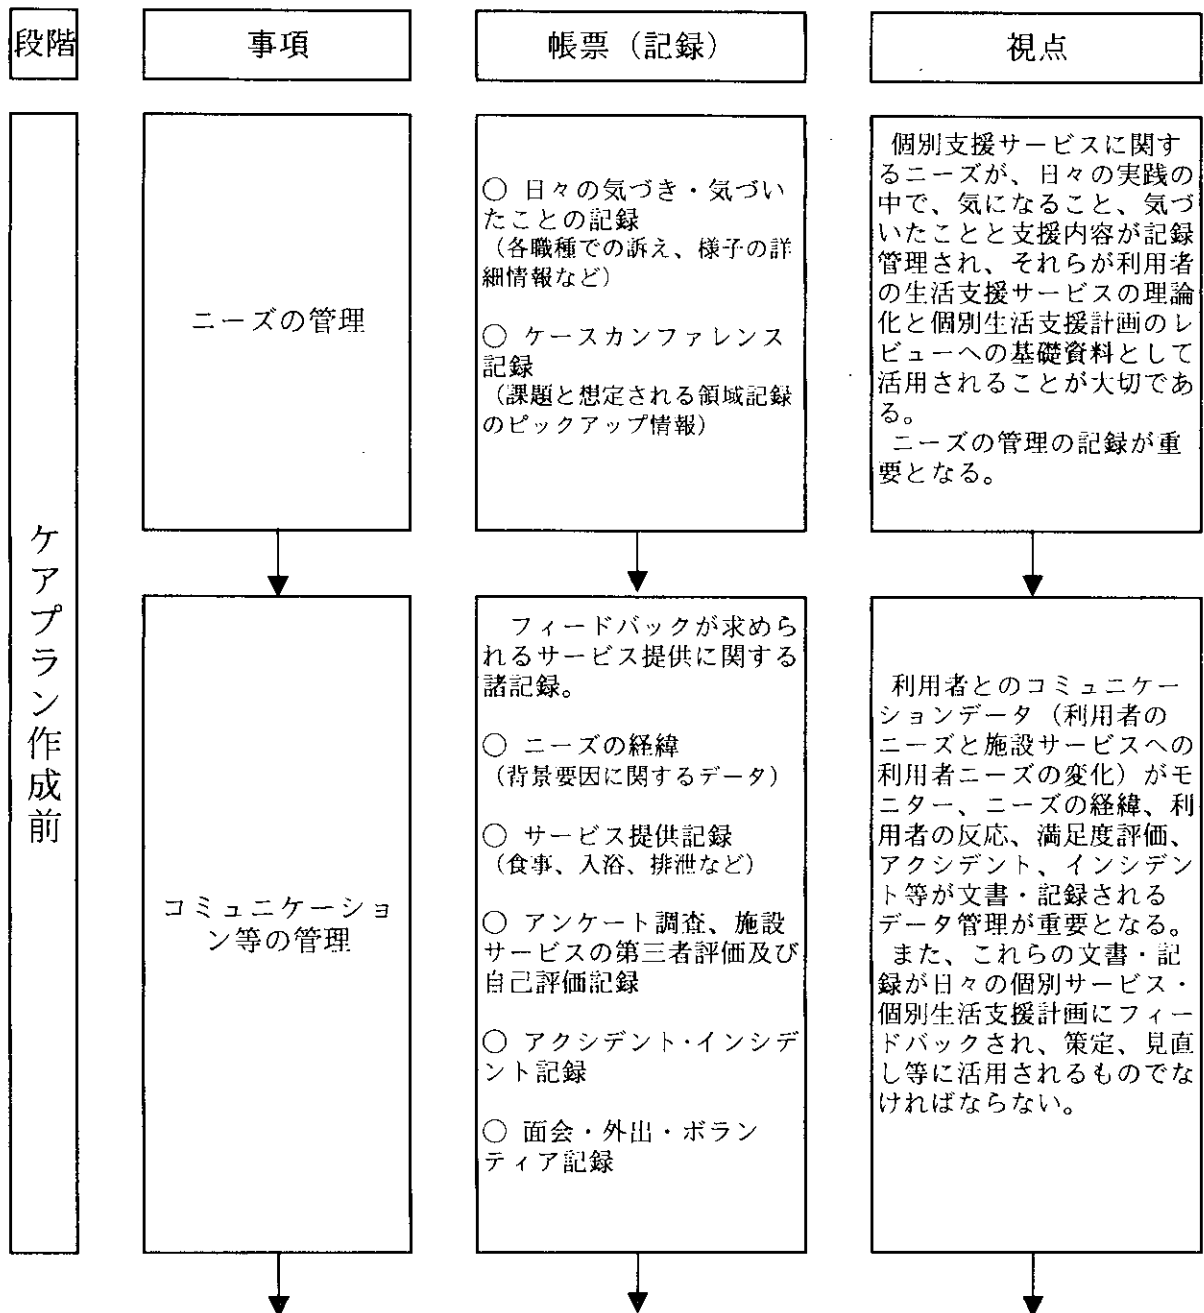 段階
事項
帳票（記録）
視点
ケアプラン作成前
ニーズの管理
○ 日々の気づき・気づい
たことの記録
（各職種での訴え、様子の詳
細情報など）
○ ケースカンファレンス
記録
（課題と想定される領域記録
のピックアップ情報）
個別支援サービスに関す
るニーズが、日々の実践の
中で、気になること、気づ
いたことと支援内容が記録
管理され、それらが利用者
の生活支援サービスの理論
化と個別生活支援計画のレ
ビューへの基礎資料として
活用されることが大切であ
る。
ニーズの管理の記録が重
要となる。
コミュニケーショ
ン等の管理
フィードバックが求めら
れるサービス提供に関する
諸記録。
○ ニーズの経緯
（背景要因に関するデータ）
○ サービス提供記録
（食事、入浴、排泄など）
○ アンケート調査、施設
サービスの第三者評価及び
自己評価記録
○ アクシデント・インシデ
ント記録
○ 面会・外出・ボラン
ティア記録
利用者とのコミュニケー
ションデータ（利用者の
ニーズと施設サービスへの
利用者ニーズの変化）がモ
ニター、ニーズの経緯、利
用者の反応、満足度評価、
アクシデント、インシデン
ト等が文書・記録される
データ管理が重要となる。
また、これらの文書・記
録が日々の個別サービス・
個別生活支援計画にフィー
ドバックされ、策定、見直
し等に活用されるものでな
ければならない。